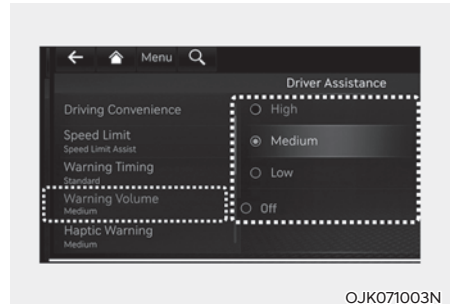 Menu
Driver Assistance
Driving Convenience
Speed Limit
Speed Limit Assist
Warning Timing
Standard
Warning Volume
Medium
Haptic Warning
Medium
High
Medium
Low
Off
OJK071003N